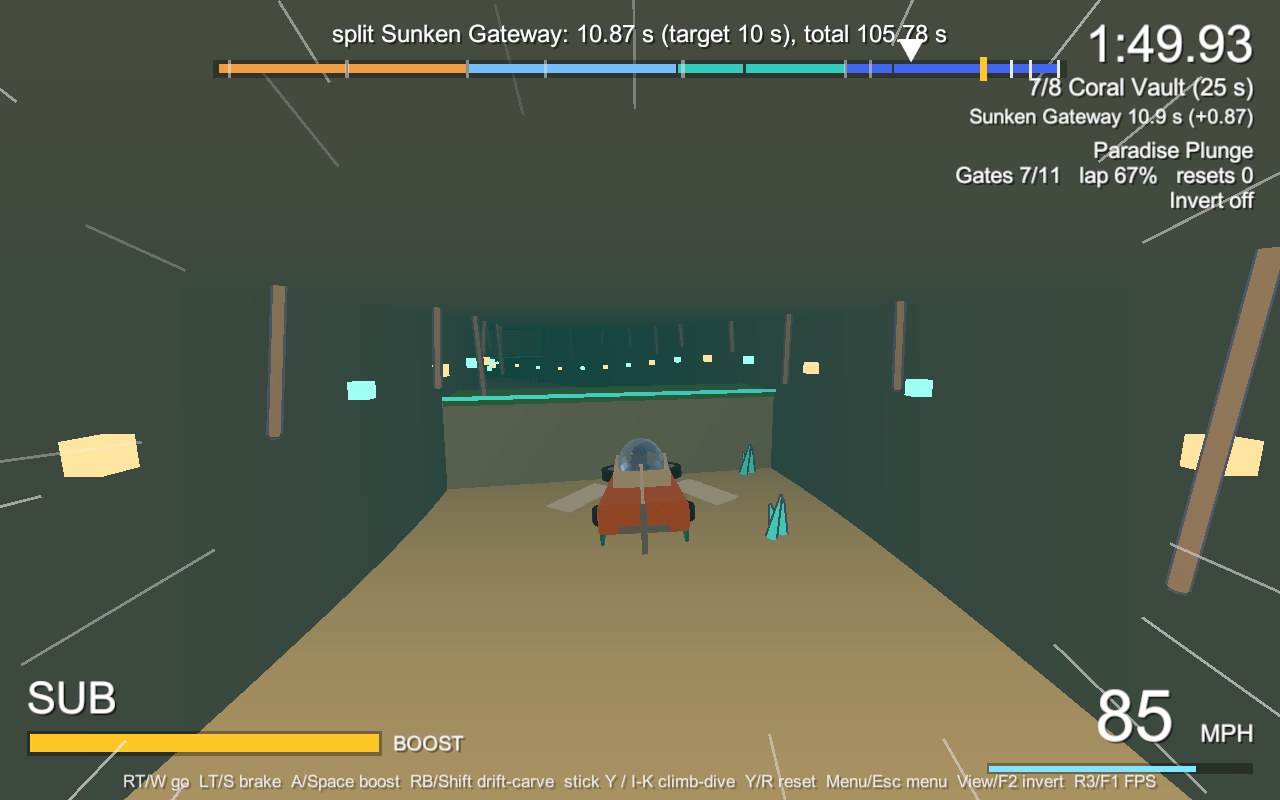 split Sunken Gateway: 10.87 s (target 10 s), total 105.78 s
1:49.93
7/8 Coral Vault (25 s)
Sunken Gateway 10.9 s (+0.87)
Paradise Plunge
Gates 7/11 lap 67% resets 0
Invert off
SUB
BOOST
85 MPH
RT/W go LT/S brake A/Space boost RB/Shift drift-carve stick Y / I-K climb-dive Y/R reset Menu/Esc menu View/F2 invert R3/F1 FPS